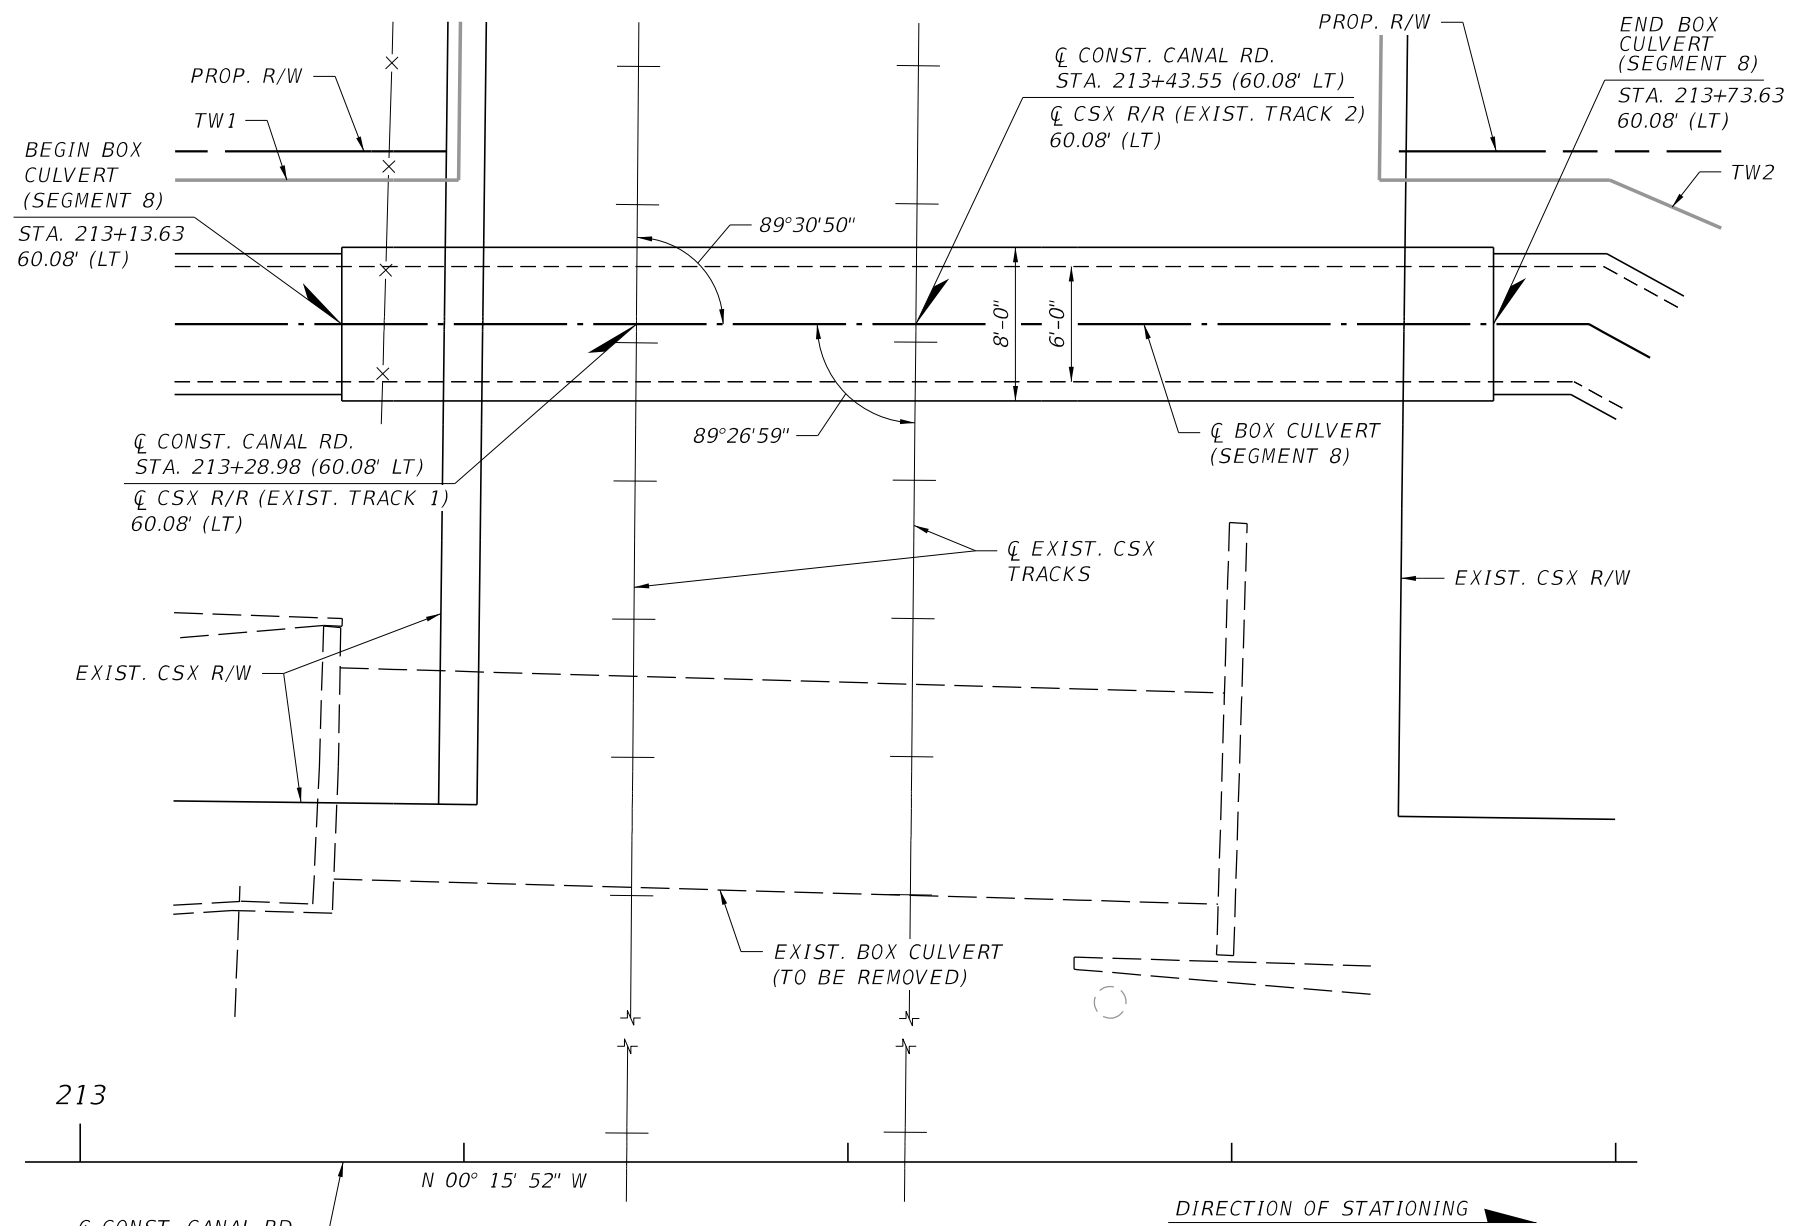 PROP. R/W
TW1
BEGIN BOX
CULVERT
(SEGMENT 8)
STA. 213+13.63
60.08' (LT)
℄ CONST. CANAL RD.
STA. 213+43.55 (60.08' LT)
℄ CSX R/R (EXIST. TRACK 2)
60.08' (LT)
PROP. R/W
END BOX
CULVERT
(SEGMENT 8)
STA. 213+73.63
60.08' (LT)
TW2
89°30'50"
8'-0"
6'-0"
89°26'59"
℄ CONST. CANAL RD.
STA. 213+28.98 (60.08' LT)
℄ CSX R/R (EXIST. TRACK 1)
60.08' (LT)
℄ BOX CULVERT
(SEGMENT 8)
℄ EXIST. CSX
TRACKS
EXIST. CSX R/W
EXIST. CSX R/W
EXIST. BOX CULVERT
(TO BE REMOVED)
213
N 00° 15' 52" W
DIRECTION OF STATIONING
℄ CONST. CANAL RD.